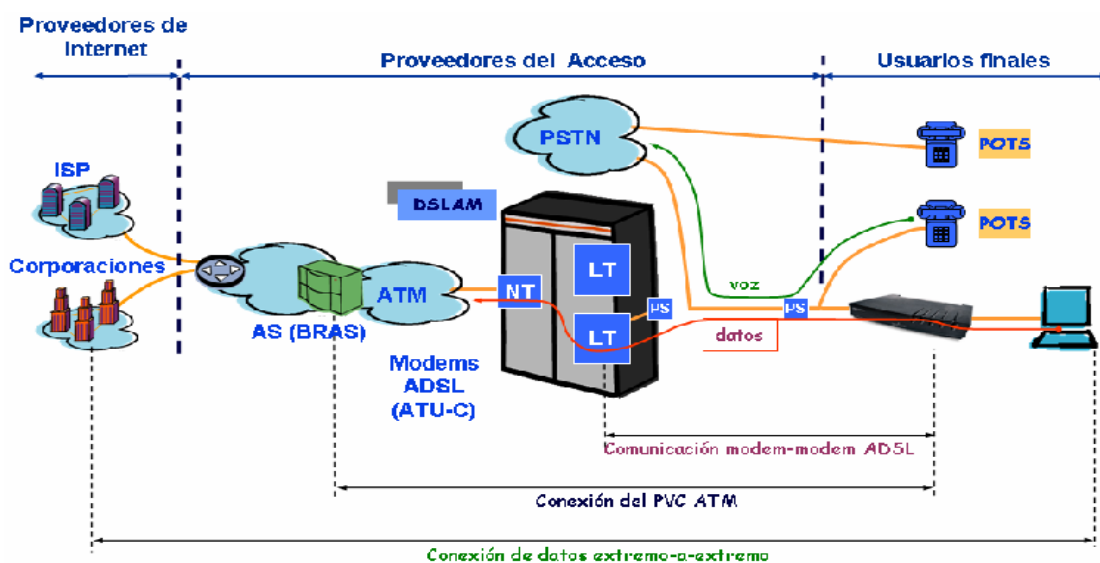 Proveedores de
Internet
Proveedores del Acceso
Usuarios finales
PSTN
POTS
ISP
DSLAM
POTS
Corporaciones
LT
voz
ATM
NT
PS
PS
AS (BRAS)
LT
datos
Modems
ADSL
(ATU-C)
Comunicación modem-modem ADSL
Conexión del PVC ATM
Conexión de datos extremo-a-extremo